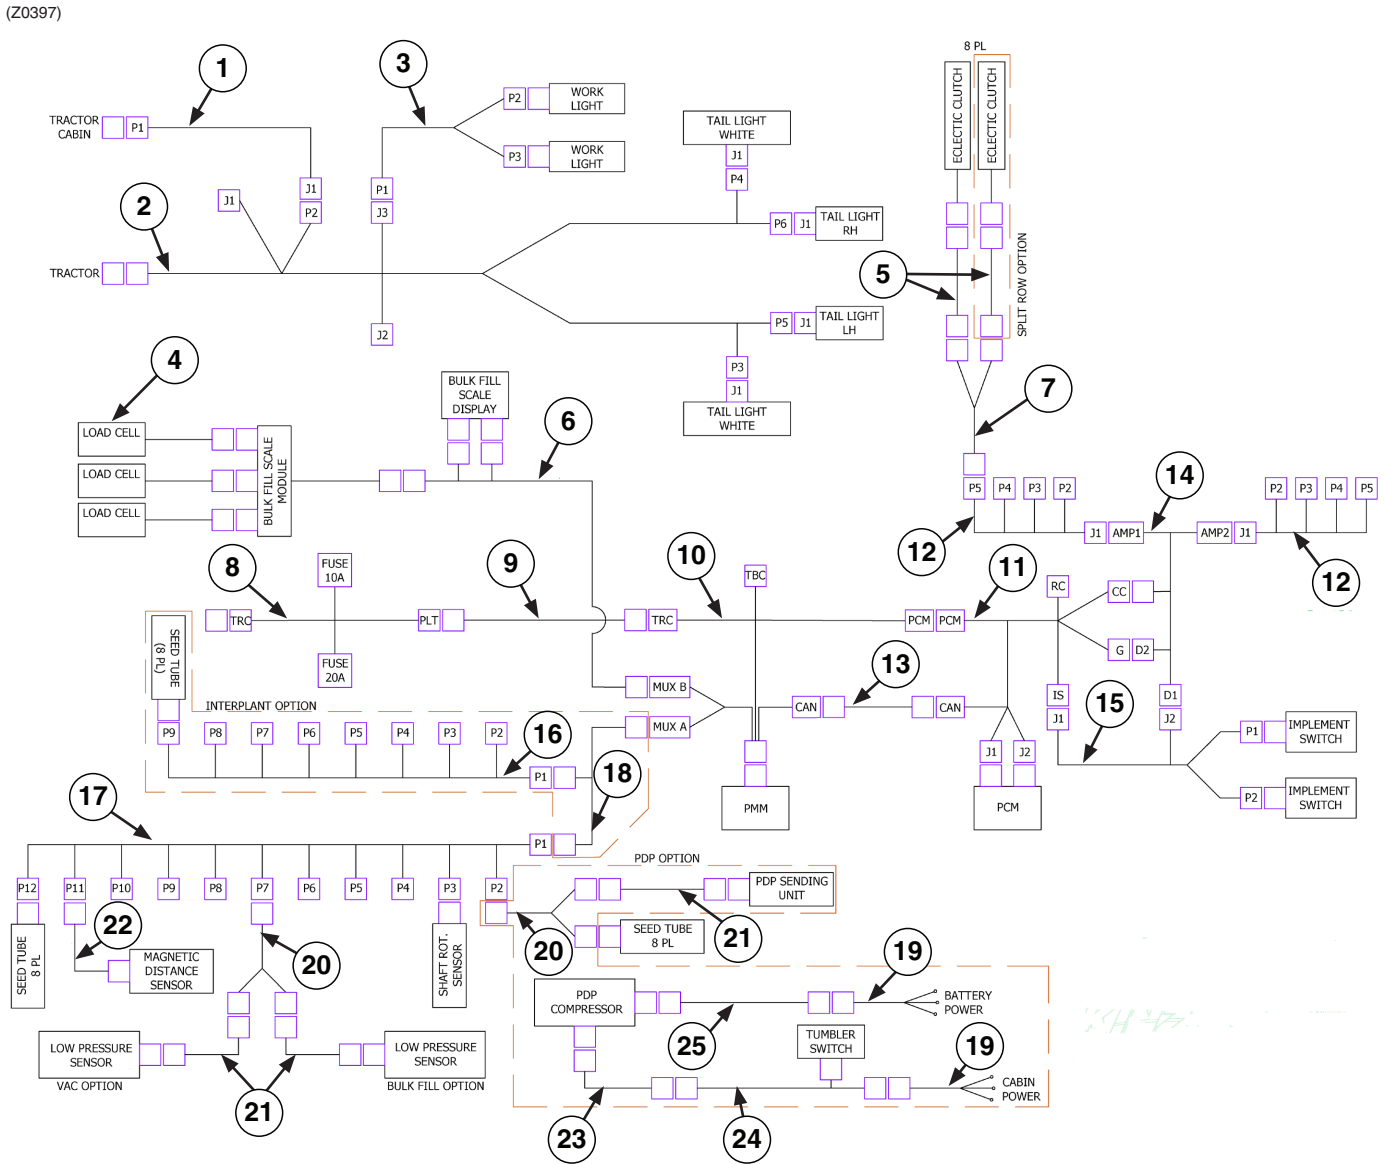 (Z0397)
8 PL
1
3
TRACTOR
CABIN
P1
P2
WORK
LIGHT
P3
WORK
LIGHT
TAIL LIGHT
WHITE
J1
P4
ECLECTIC CLUTCH
ECLECTIC CLUTCH
2
J1
J1
P2
P1
J3
P6
J1
TAIL LIGHT
RH
SPLIT ROW OPTION
TRACTOR
5
J2
P5
J1
TAIL LIGHT
LH
4
P3
J1
TAIL LIGHT
WHITE
BULK FILL
SCALE
DISPLAY
6
7
LOAD CELL
LOAD CELL
LOAD CELL
BULK FILL SCALE
MODULE
P5
P4
P3
P2
14
P2
P3
P4
P5
12
J1
AMP1
AMP2
J1
12
8
FUSE
10A
9
10
TBC
11
RC
CC
TRC
PLT
TRC
PCM
PCM
SEED TUBE
(8 PL)
FUSE
20A
G
D2
13
INTERPLANT OPTION
MUX B
CAN
CAN
IS
J1
15
D1
J2
MUX A
P9
P8
P7
P6
P5
P4
P3
P2
16
J1
J2
P1
IMPLEMENT
SWITCH
P1
18
17
PMM
PCM
P2
IMPLEMENT
SWITCH
P1
PDP OPTION
P12
P11
P10
P9
P8
P7
P6
P5
P4
P3
P2
PDP SENDING
UNIT
22
20
20
21
SEED TUBE
8 PL
SEED TUBE
8 PL
MAGNETIC
DISTANCE
SENSOR
SHAFT ROT.
SENSOR
19
PDP
COMPRESSOR
BATTERY
POWER
25
TUMBLER
SWITCH
19
LOW PRESSURE
SENSOR
VAC OPTION
LOW PRESSURE
SENSOR
BULK FILL OPTION
21
CABIN
POWER
23
24